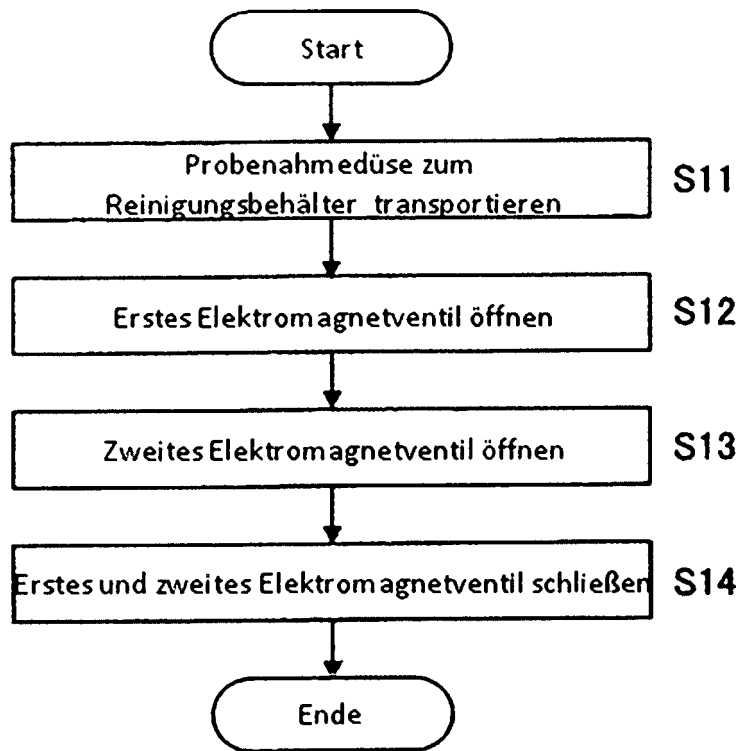 Start
Probenahmedüse zum
Reinigungsbehälter transportieren
S11
Erstes Elektromagnetventil öffnen
S12
Zweites Elektromagnetventil öffnen
S13
Erstes und zweites Elektromagnetventil schließen
S14
Ende